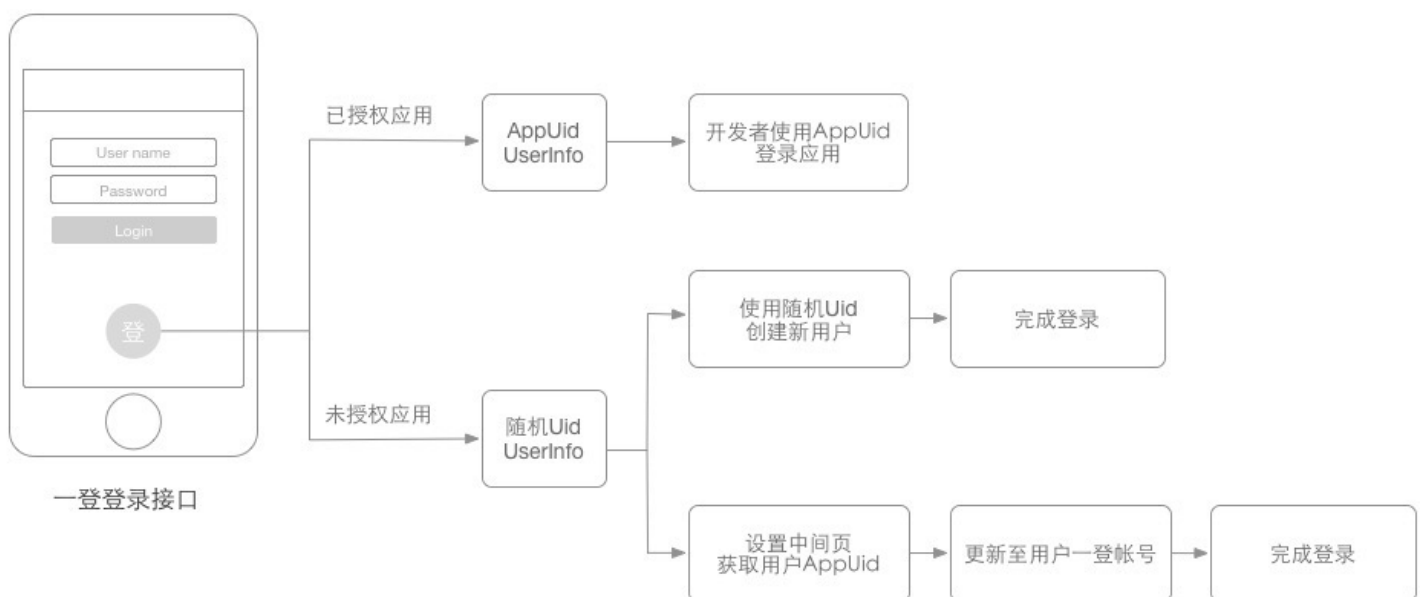 User name
Password
Login
登
一登登录接口
已授权应用
AppUid
UserInfo
开发者使用AppUid
登录应用
未授权应用
随机Uid
UserInfo
使用随机Uid
创建新用户
完成登录
设置中间页
获取用户AppUid
更新至用户一登帐号
完成登录